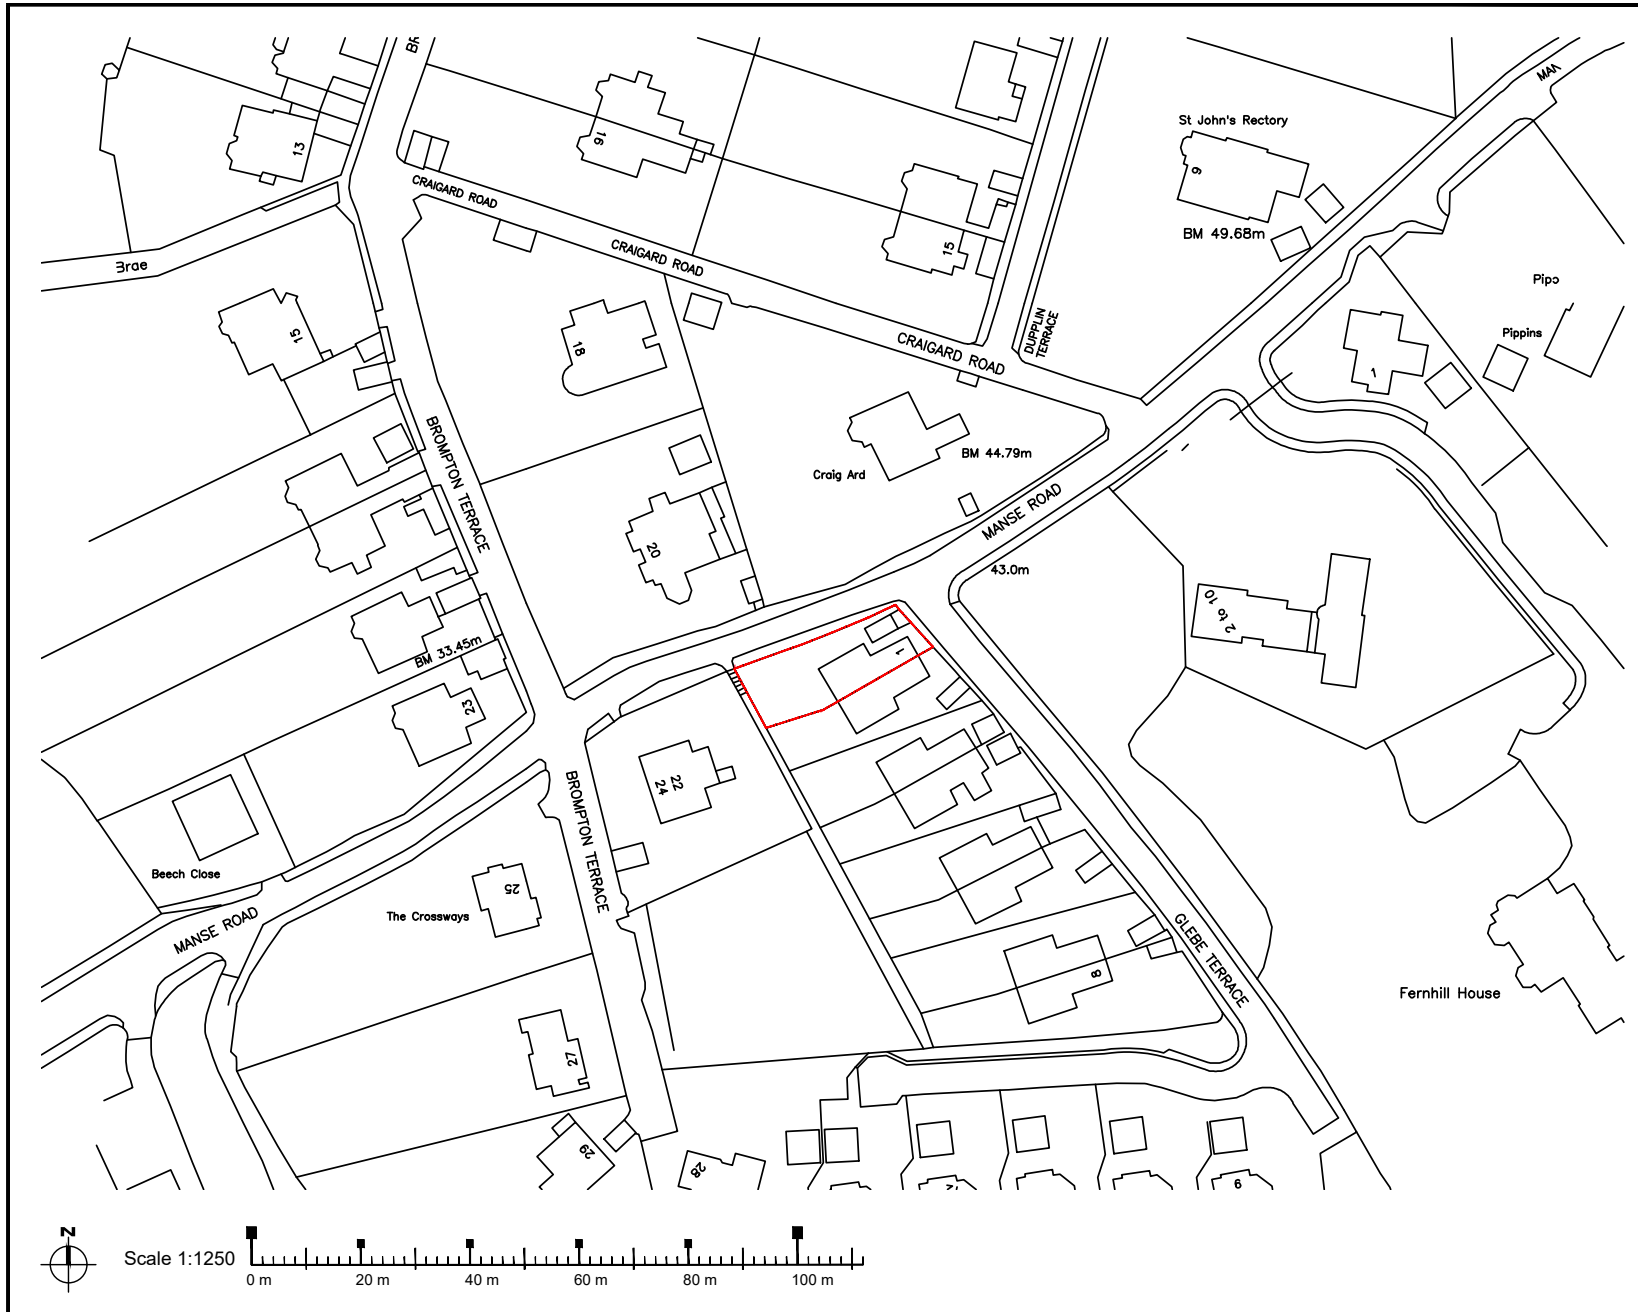 BR
MAN
St John's Rectory
16
13
9
CRAIGARD ROAD
BM 49.68m
CRAIGARD ROAD
15
Brae
Pipp
DUPPLIN
TERRACE
15
18
CRAIGARD ROAD
Pippins
1
BROMPTON TERRACE
BM 44.79m
Craig Ard
MANSE ROAD
20
43.0m
2 to 10
BM 33.45m
1
23
22
24
BROMPTON TERRACE
Beech Close
25
The Crossways
MANSE ROAD
GLEBE TERRACE
8
Fernhill House
27
29
28
6
N
Scale 1:1250
0 m
20 m
40 m
60 m
80 m
100 m